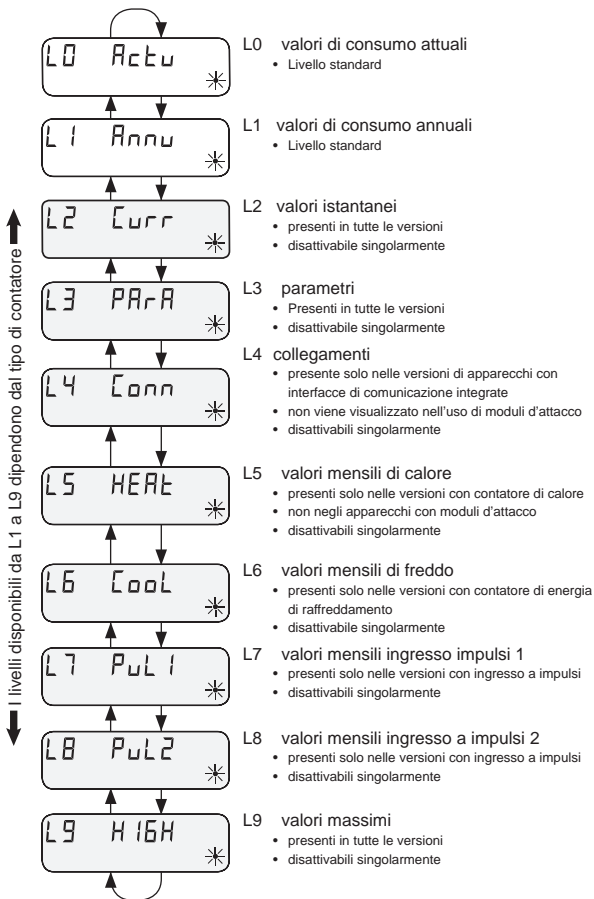 L0 Actu
L0 valori di consumo attuali
• Livello standard
L1 Annu
L1 valori di consumo annuali
• Livello standard
L2 Curr
L2 valori istantanei
• presenti in tutte le versioni
• disattivabile singolarmente
L3 PArA
L3 parametri
• Presenti in tutte le versioni
• disattivabile singolarmente
L4 Conn
L4 collegamenti
• presente solo nelle versioni di apparecchi con
interfacce di comunicazione integrate
• non viene visualizzato nell'uso di moduli d'attacco
• disattivabili singolarmente
L5 HEAt
L5 valori mensili di calore
• presenti solo nelle versioni con contatore di calore
• non negli apparecchi con moduli d'attacco
• disattivabili singolarmente
L6 CooL
L6 valori mensili di freddo
• presenti solo nelle versioni con contatore di energia
di raffreddamento
• disattivabile singolarmente
L7 PuL1
L7 valori mensili ingresso impulsi 1
• presenti solo nelle versioni con ingresso a impulsi
• disattivabili singolarmente
L8 PuL2
L8 valori mensili ingresso a impulsi 2
• presenti solo nelle versioni con ingresso a impulsi
• disattivabili singolarmente
L9 HIGH
L9 valori massimi
• presenti in tutte le versioni
• disattivabili singolarmente
I livelli disponibili da L1 a L9 dipendono dal tipo di contatore